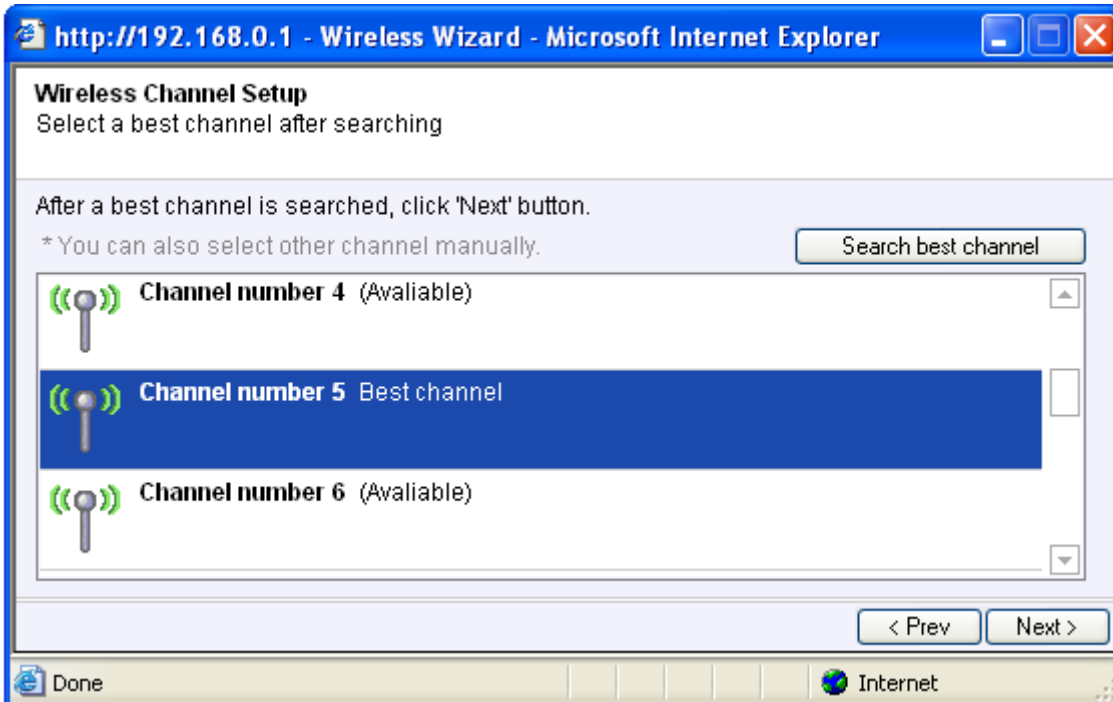 http://192.168.0.1 - Wireless Wizard - Microsoft Internet Explorer
Wireless Channel Setup
Select a best channel after searching
After a best channel is searched, click 'Next' button.
* You can also select other channel manually.
Search best channel
Channel number 4 (Avaliable)
Channel number 5 Best channel
Channel number 6 (Avaliable)
< Prev
Next >
Done
Internet